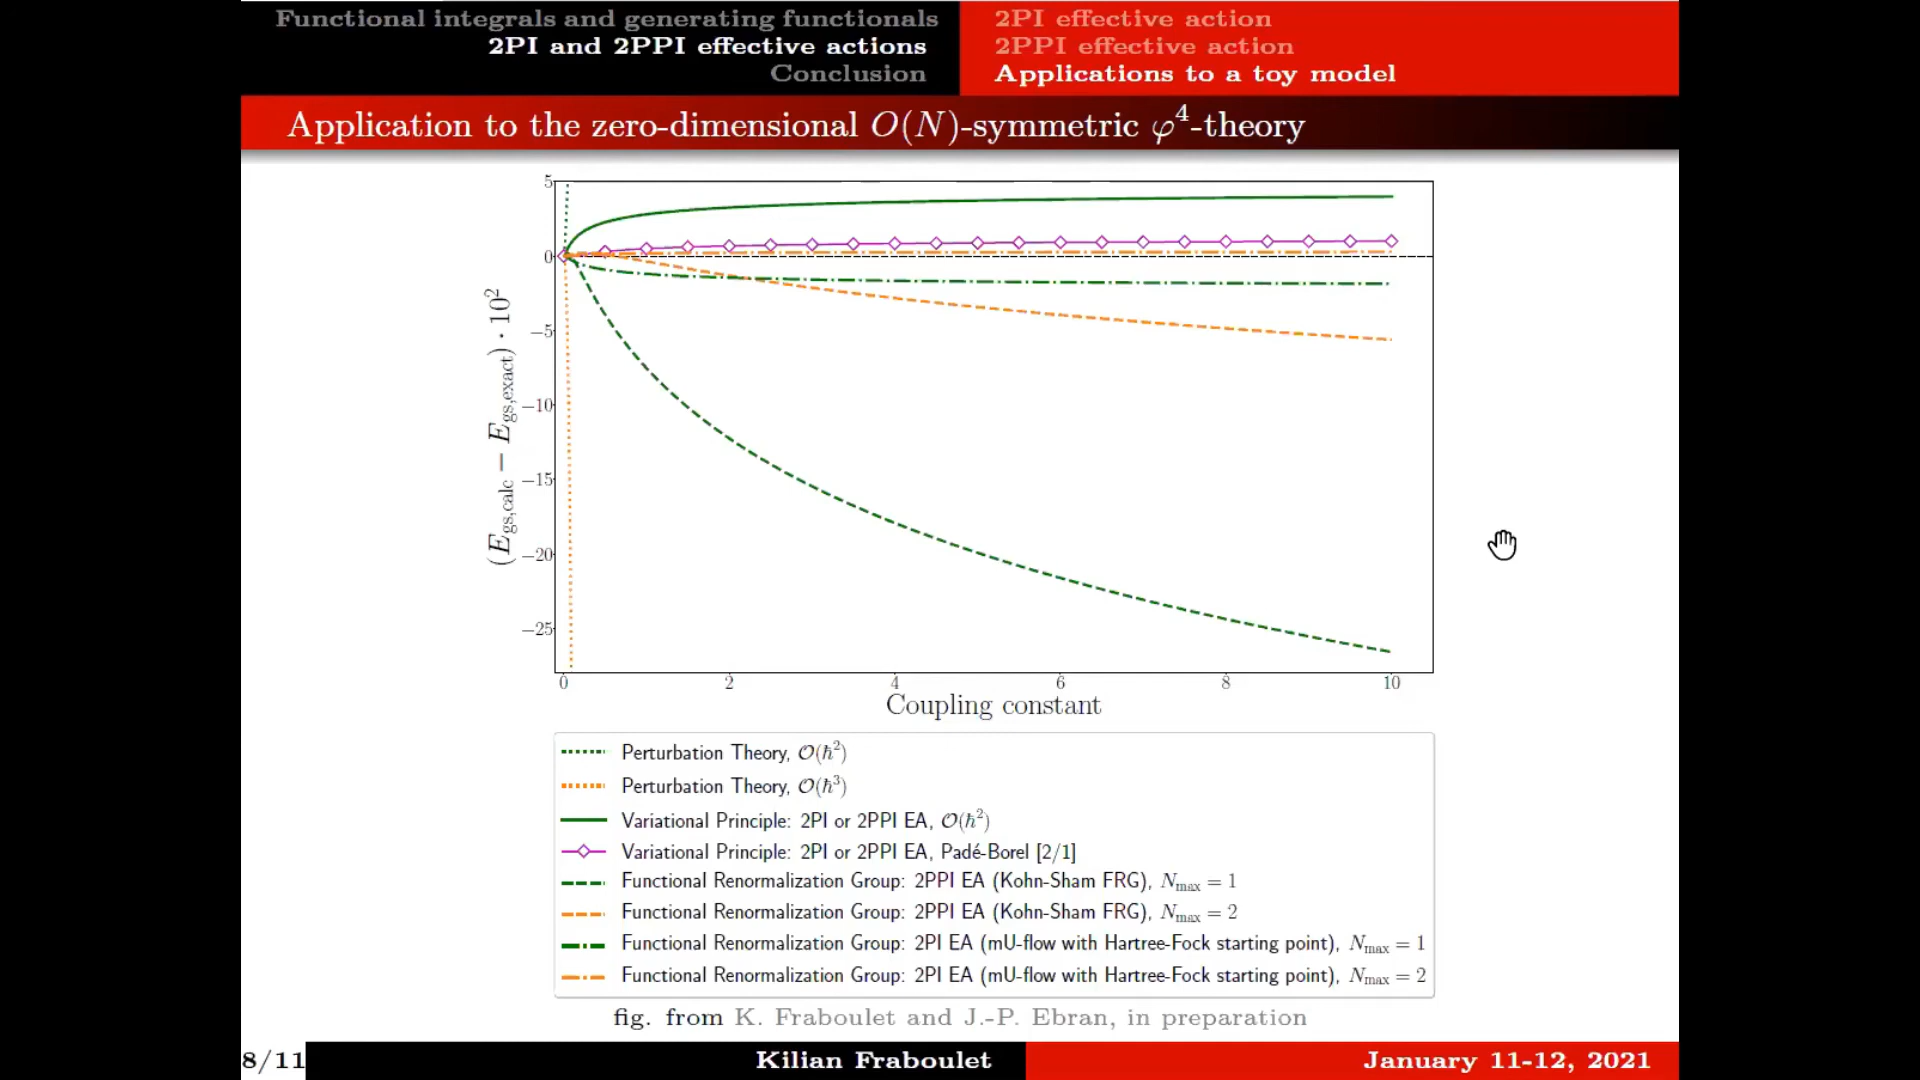 Functional integrals and generating functionals
2PI and 2PPI effective actions
Conclusion
2PI effective action
2PPI effective action
Applications to a toy model
Application to the zero-dimensional O(N)-symmetric φ⁴-theory
(E_gs,calc − E_gs,exact) · 10²
5
0
−5
−10
−15
−20
−25
0 2 4 6 8 10
Coupling constant
Perturbation Theory, 𝒪(ħ²)
Perturbation Theory, 𝒪(ħ³)
Variational Principle: 2PI or 2PPI EA, 𝒪(ħ²)
Variational Principle: 2PI or 2PPI EA, Padé-Borel [2/1]
Functional Renormalization Group: 2PPI EA (Kohn-Sham FRG), N_max = 1
Functional Renormalization Group: 2PPI EA (Kohn-Sham FRG), N_max = 2
Functional Renormalization Group: 2PI EA (mU-flow with Hartree-Fock starting point), N_max = 1
Functional Renormalization Group: 2PI EA (mU-flow with Hartree-Fock starting point), N_max = 2
fig. from K. Fraboulet and J.-P. Ebran, in preparation
8/11
Kilian Fraboulet
January 11-12, 2021